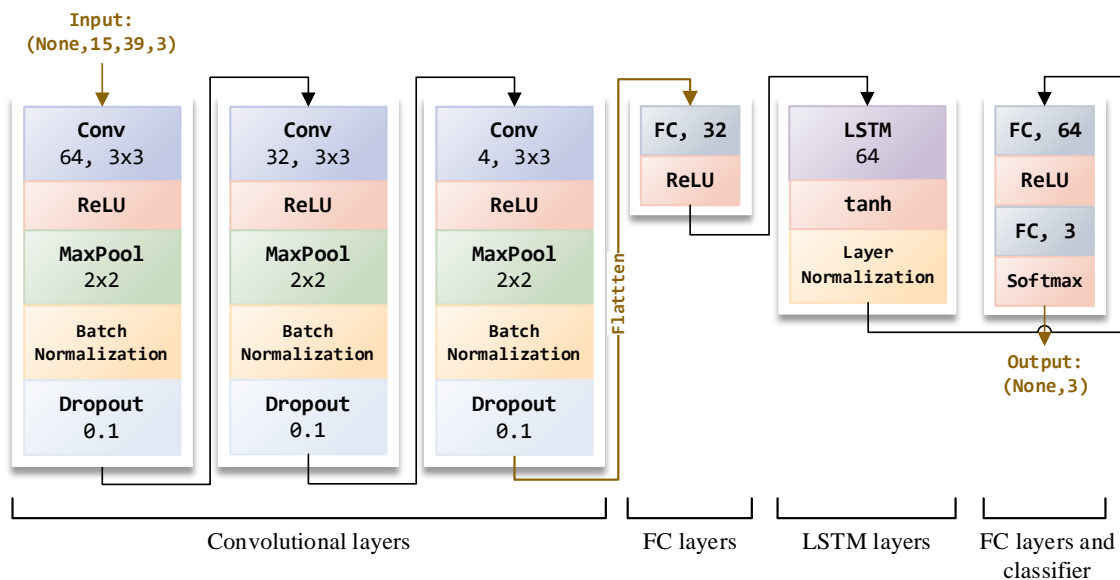 Input:
(None,15,39,3)
Conv
64, 3x3
ReLU
MaxPool
2x2
Batch
Normalization
Dropout
0.1
Conv
32, 3x3
ReLU
MaxPool
2x2
Batch
Normalization
Dropout
0.1
Conv
4, 3x3
ReLU
MaxPool
2x2
Batch
Normalization
Dropout
0.1
Flattten
FC, 32
ReLU
LSTM
64
tanh
Layer
Normalization
FC, 64
ReLU
FC, 3
Softmax
Output:
(None,3)
Convolutional layers
FC layers
LSTM layers
FC layers and
classifier